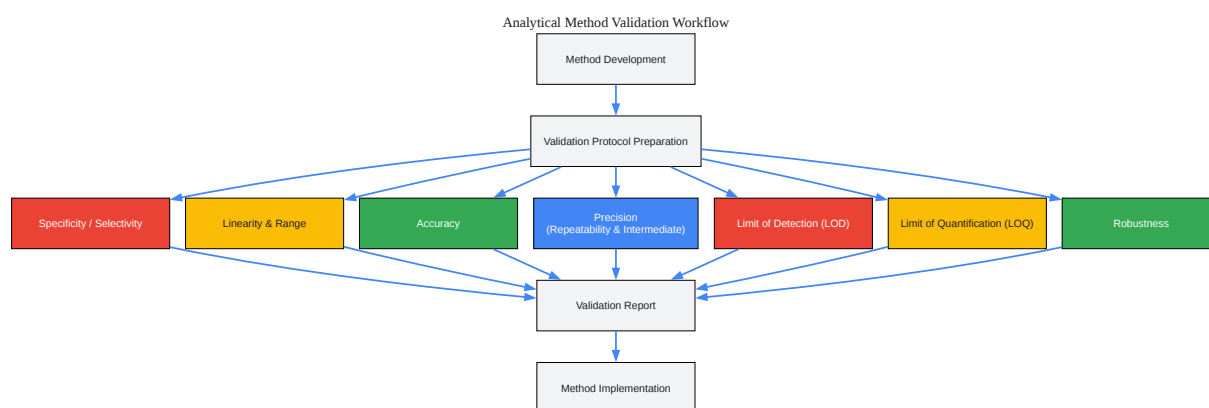 Analytical Method Validation Workflow
Method Development
Validation Protocol Preparation
Specificity / Selectivity
Linearity & Range
Accuracy
Precision
(Repeatability & Intermediate)
Limit of Detection (LOD)
Limit of Quantification (LOQ)
Robustness
Validation Report
Method Implementation